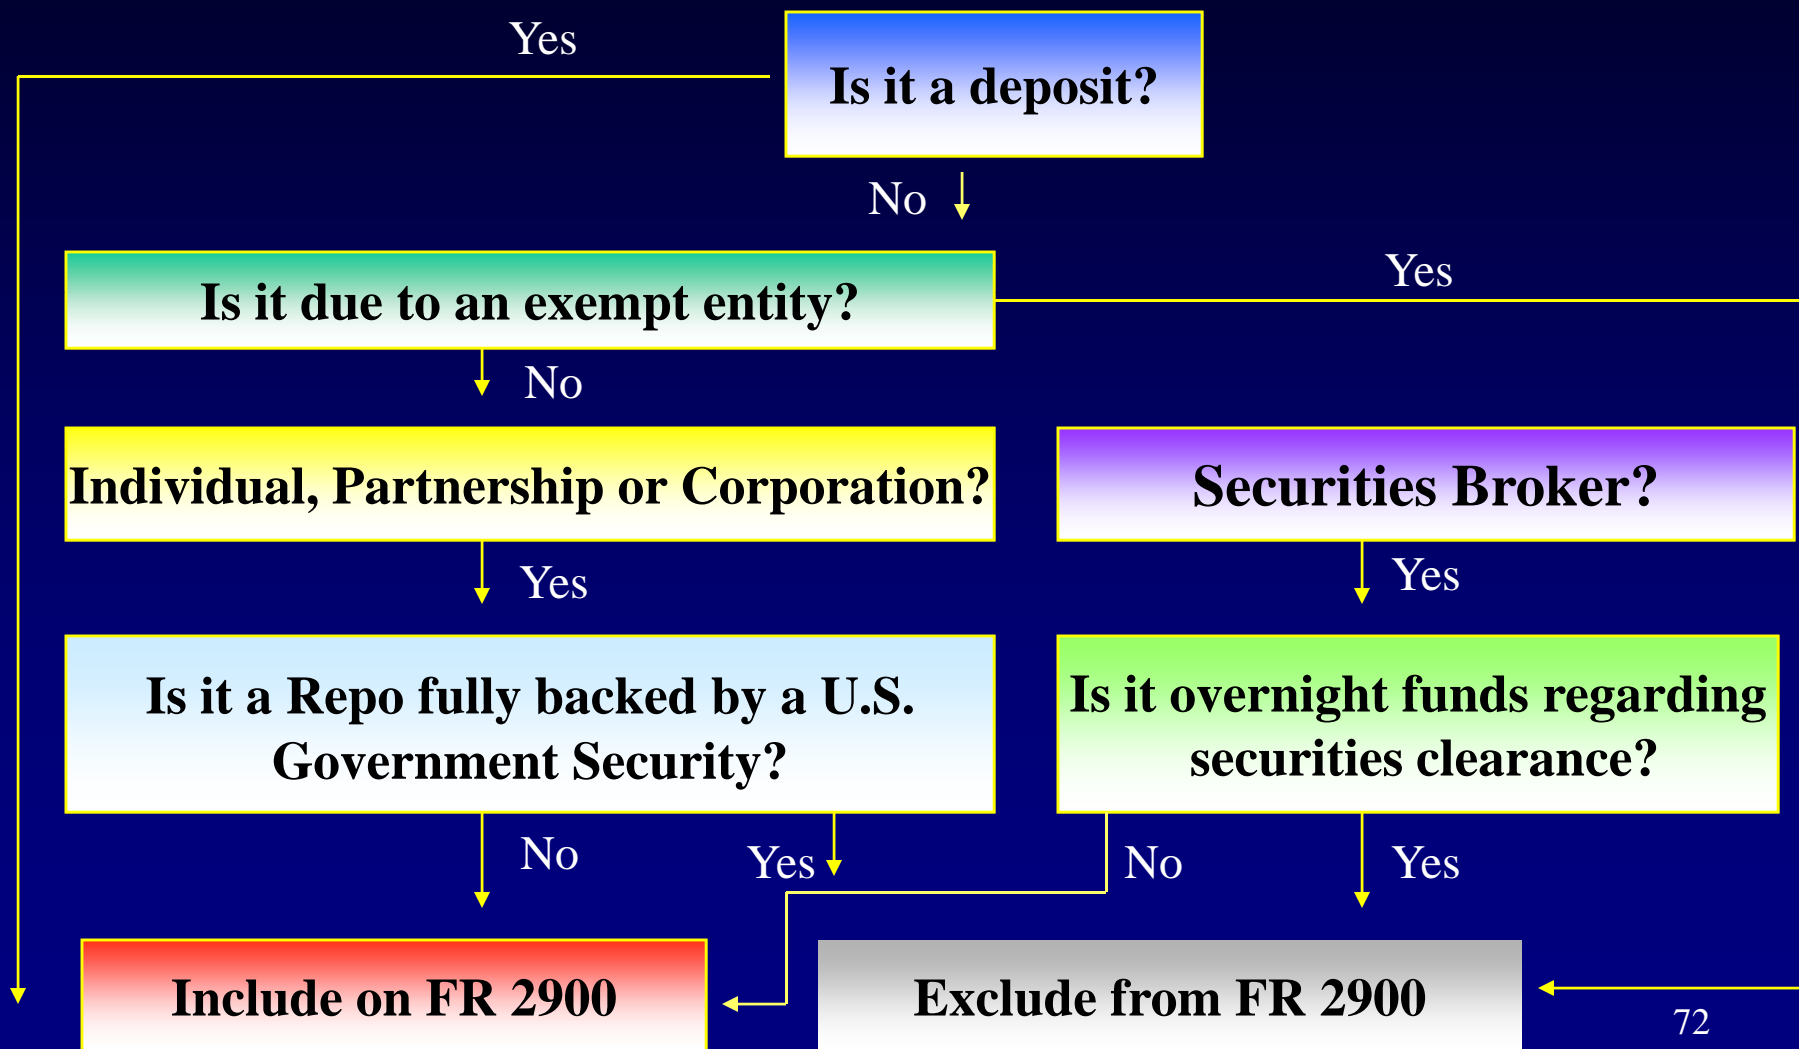 Yes
Is it a deposit?
No
Is it due to an exempt entity?
Yes
No
Individual, Partnership or Corporation?
Securities Broker?
Yes
Yes
Is it a Repo fully backed by a U.S.
Government Security?
Is it overnight funds regarding
securities clearance?
No
Yes
No
Yes
Include on FR 2900
Exclude from FR 2900
72